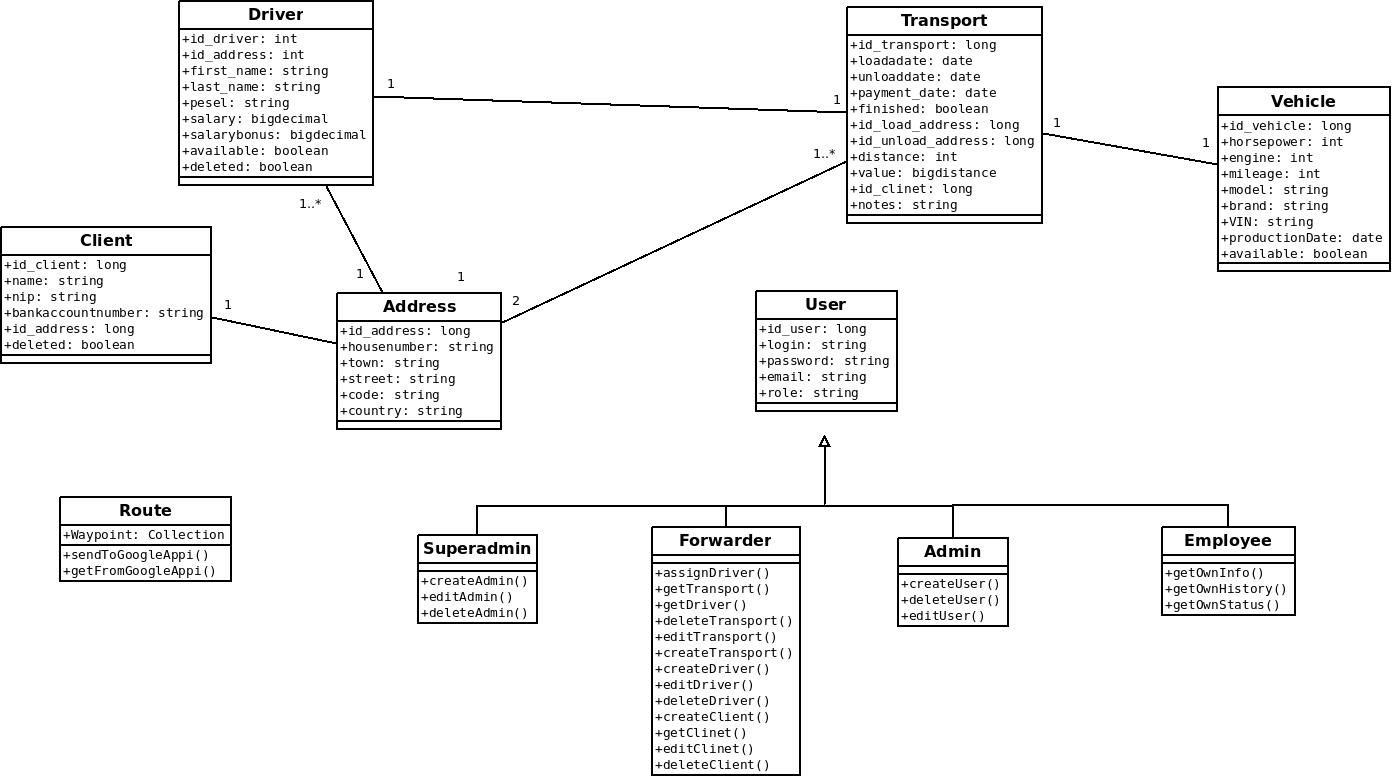 Driver
+id_driver: int
+id_address: int
+first_name: string
+last_name: string
+pesel: string
+salary: bigdecimal
+salarybonus: bigdecimal
+available: boolean
+deleted: boolean
1
1..*
1
Transport
+id_transport: long
+loadadate: date
+unloaddate: date
+payment_date: date
+finished: boolean
+id_load_address: long
+id_unload_address: long
+distance: int
+value: bigdistance
+id_clinet: long
+notes: string
1
1..*
1
1
Vehicle
+id_vehicle: long
+horsepower: int
+engine: int
+mileage: int
+model: string
+brand: string
+VIN: string
+productionDate: date
+available: boolean
Client
+id_client: long
+name: string
+nip: string
+bankaccountnumber: string
+id_address: long
+deleted: boolean
1
1
2
Address
+id_address: long
+housenumber: string
+town: string
+street: string
+code: string
+country: string
User
+id_user: long
+login: string
+password: string
+email: string
+role: string
Route
+Waypoint: Collection
+sendToGoogleAppi()
+getFromGoogleAppi()
Superadmin
+createAdmin()
+editAdmin()
+deleteAdmin()
Forwarder
+assignDriver()
+getTransport()
+getDriver()
+deleteTransport()
+editTransport()
+createTransport()
+createDriver()
+editDriver()
+deleteDriver()
+createClient()
+getClinet()
+editClinet()
+deleteClient()
Admin
+createUser()
+deleteUser()
+editUser()
Employee
+getOwnInfo()
+getOwnHistory()
+getOwnStatus()